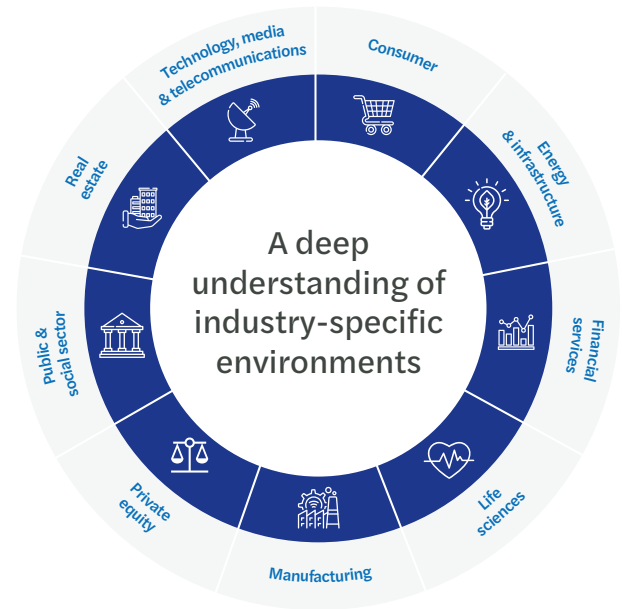 A deep
understanding of
industry-specific
environments
Consumer
Energy
& infrastructure
Financial
services
Life
sciences
Manufacturing
Private
equity
Public &
social sector
Real
estate
Technology, media
& telecommunications